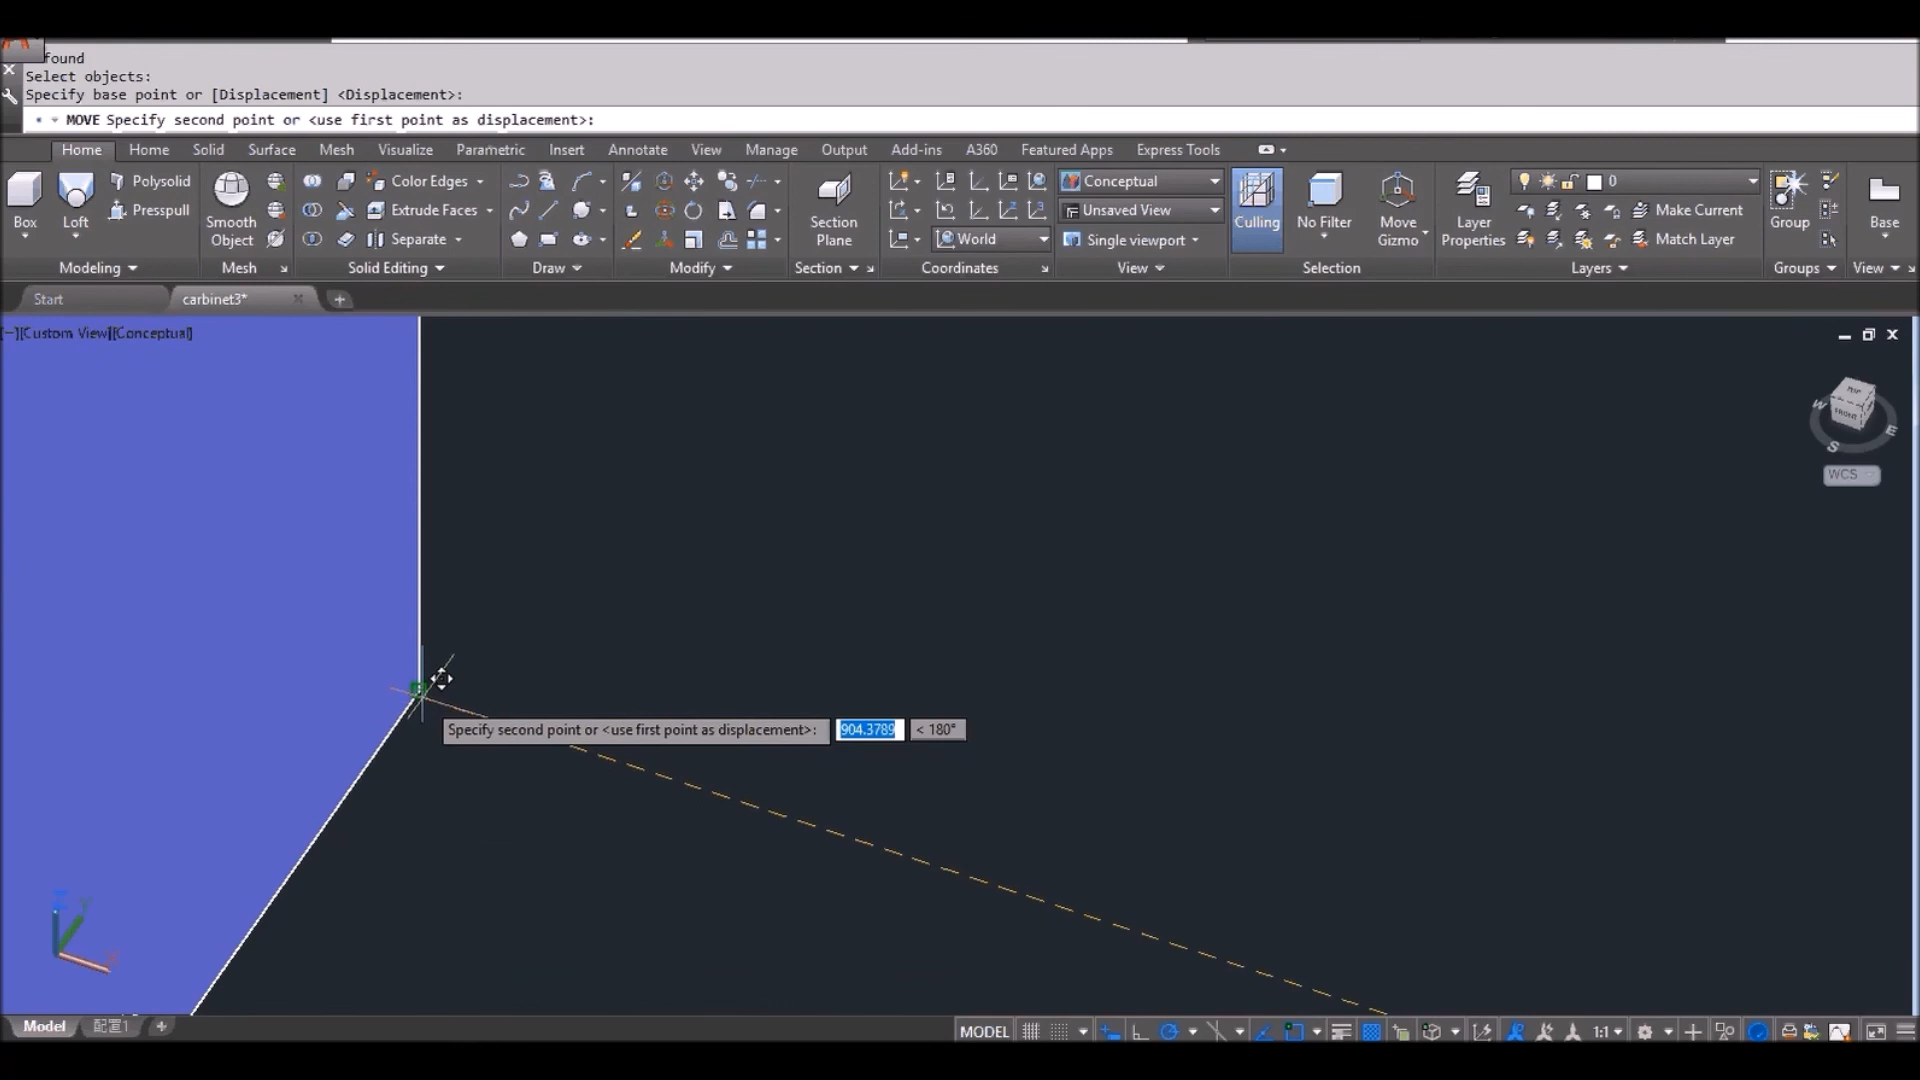 found
Select objects:
Specify base point or [Displacement] <Displacement>:
MOVE Specify second point or <use first point as displacement>:
Home Home Solid Surface Mesh Visualize Parametric Insert Annotate View Manage Output Add-ins A360 Featured Apps Express Tools
Box Loft Polysolid Presspull
Smooth Object
Color Edges
Extrude Faces
Separate
Section Plane
World
Conceptual
Unsaved View
Single viewport
Culling No Filter Move Gizmo
Layer Properties
0
Make Current
Match Layer
Group Base
Modeling Mesh Solid Editing Draw Modify Section Coordinates View Selection Layers Groups View
Start carbinet3*
[−][Custom View][Conceptual]
TOP
FRONT
W
E
S
WCS
Specify second point or <use first point as displacement>: 904.3789 < 180°
Z
Y
X
Model 配置1
MODEL 1:1